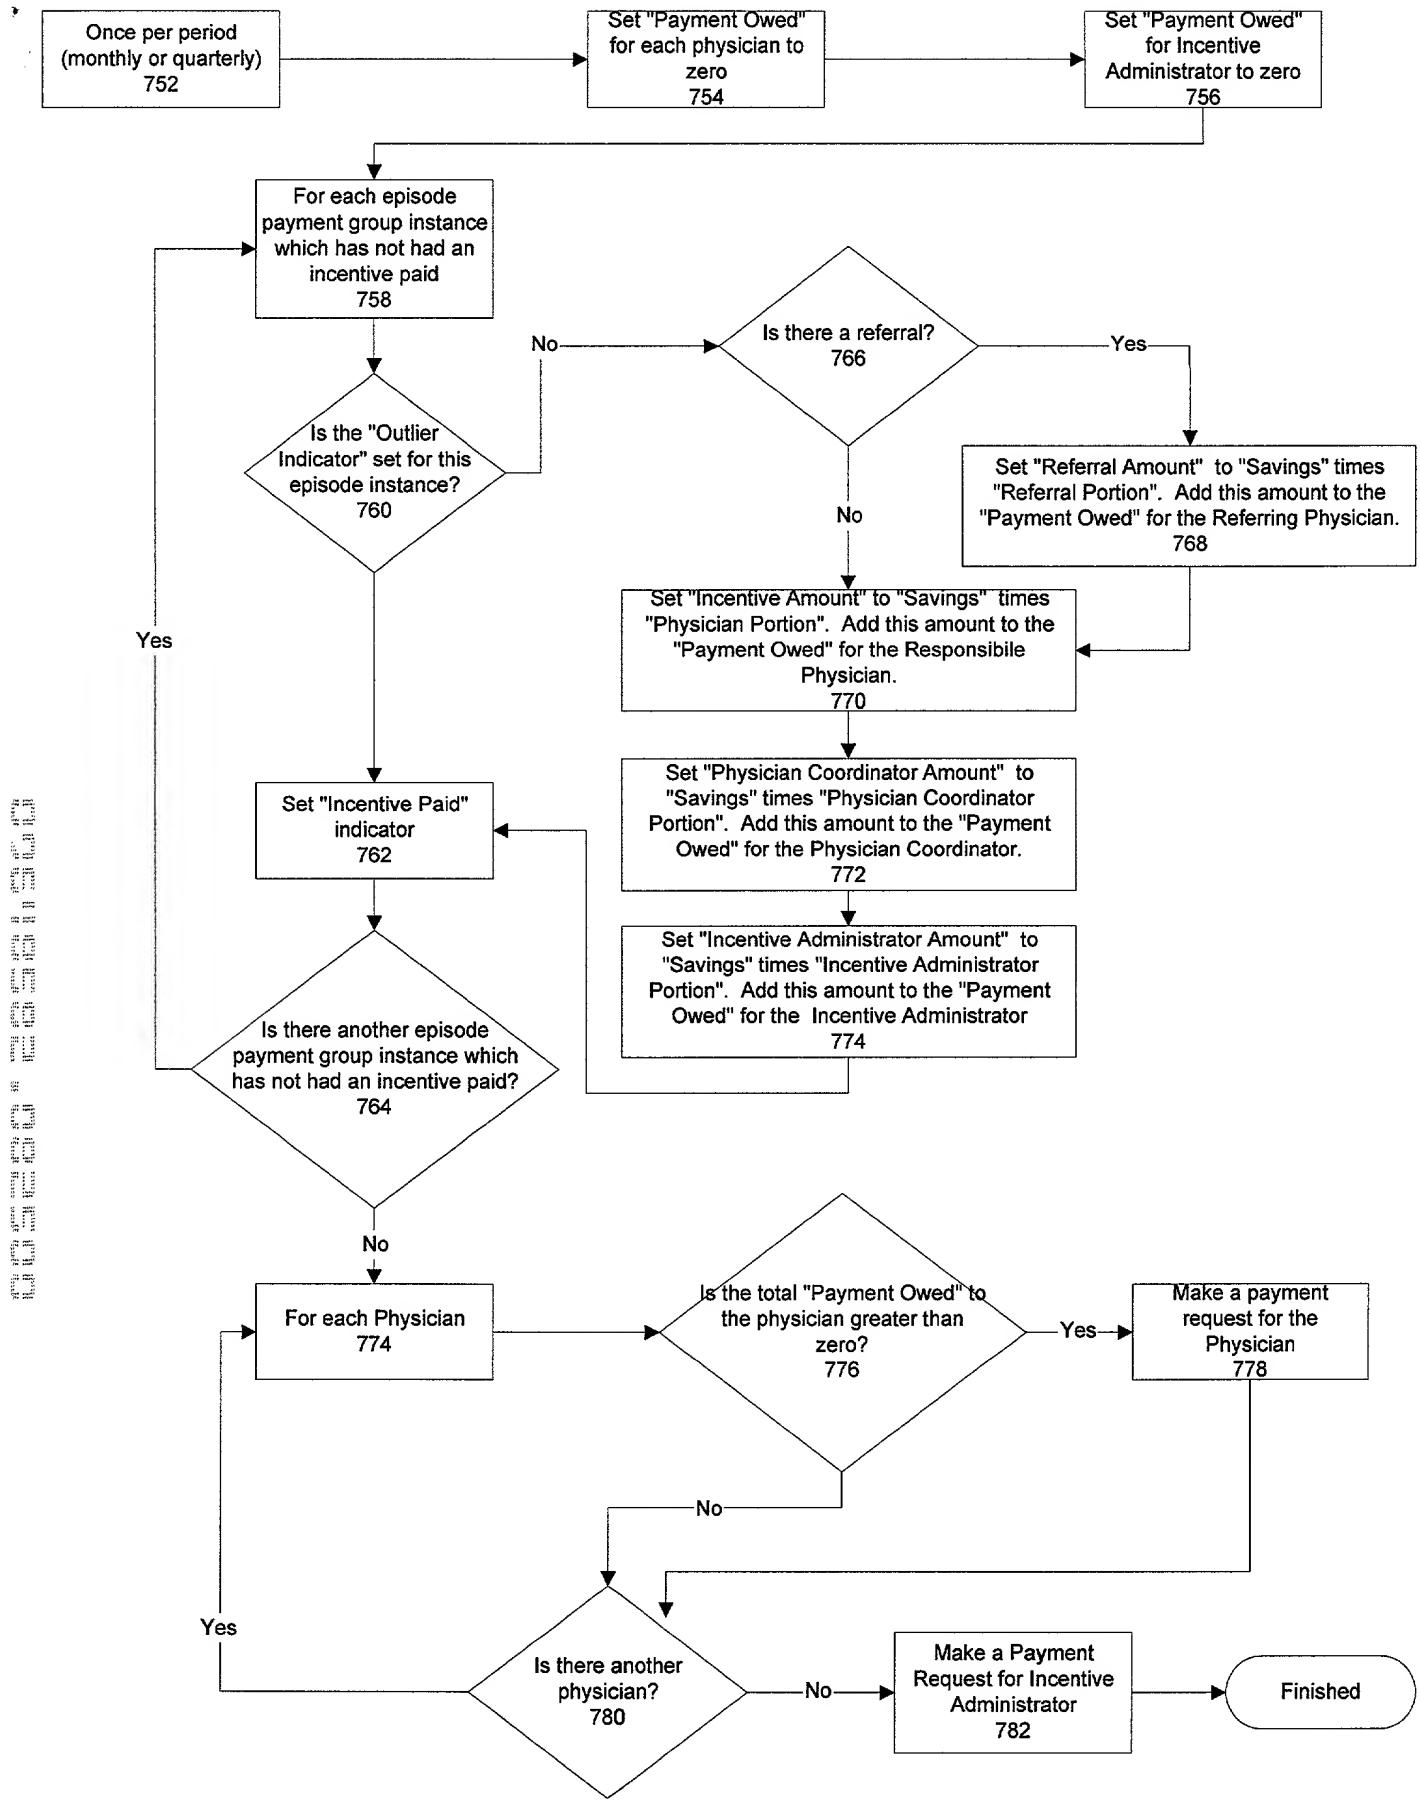 Once per period
(monthly or quarterly)
752
Set "Payment Owed"
for each physician to
zero
754
Set "Payment Owed"
for Incentive
Administrator to zero
756
For each episode
payment group instance
which has not had an
incentive paid
758
Is the "Outlier
Indicator" set for this
episode instance?
760
No
Is there a referral?
766
Yes
Set "Referral Amount" to "Savings" times
"Referral Portion". Add this amount to the
"Payment Owed" for the Referring Physician.
768
No
Set "Incentive Amount" to "Savings" times
"Physician Portion". Add this amount to the
"Payment Owed" for the Responsibile
Physician.
770
Yes
Set "Physician Coordinator Amount" to
"Savings" times "Physician Coordinator
Portion". Add this amount to the "Payment
Owed" for the Physician Coordinator.
772
Set "Incentive Paid"
indicator
762
Set "Incentive Administrator Amount" to
"Savings" times "Incentive Administrator
Portion". Add this amount to the "Payment
Owed" for the Incentive Administrator
774
Is there another episode
payment group instance which
has not had an incentive paid?
764
No
For each Physician
774
Is the total "Payment Owed" to
the physician greater than
zero?
776
Yes
Make a payment
request for the
Physician
778
No
Yes
Is there another
physician?
780
No
Make a Payment
Request for Incentive
Administrator
782
Finished